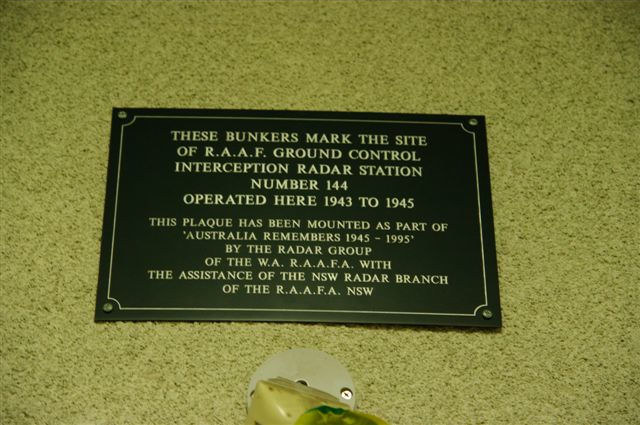 THESE BUNKERS MARK THE SITE
OF R.A.A.F. GROUND CONTROL
INTERCEPTION RADAR STATION
NUMBER 144
OPERATED HERE 1943 TO 1945
THIS PLAQUE HAS BEEN MOUNTED AS PART OF
'AUSTRALIA REMEMBERS 1945 - 1995'
BY THE RADAR GROUP
OF THE W.A. R.A.A.F.A. WITH
THE ASSISTANCE OF THE NSW RADAR BRANCH
OF THE R.A.A.F.A. NSW